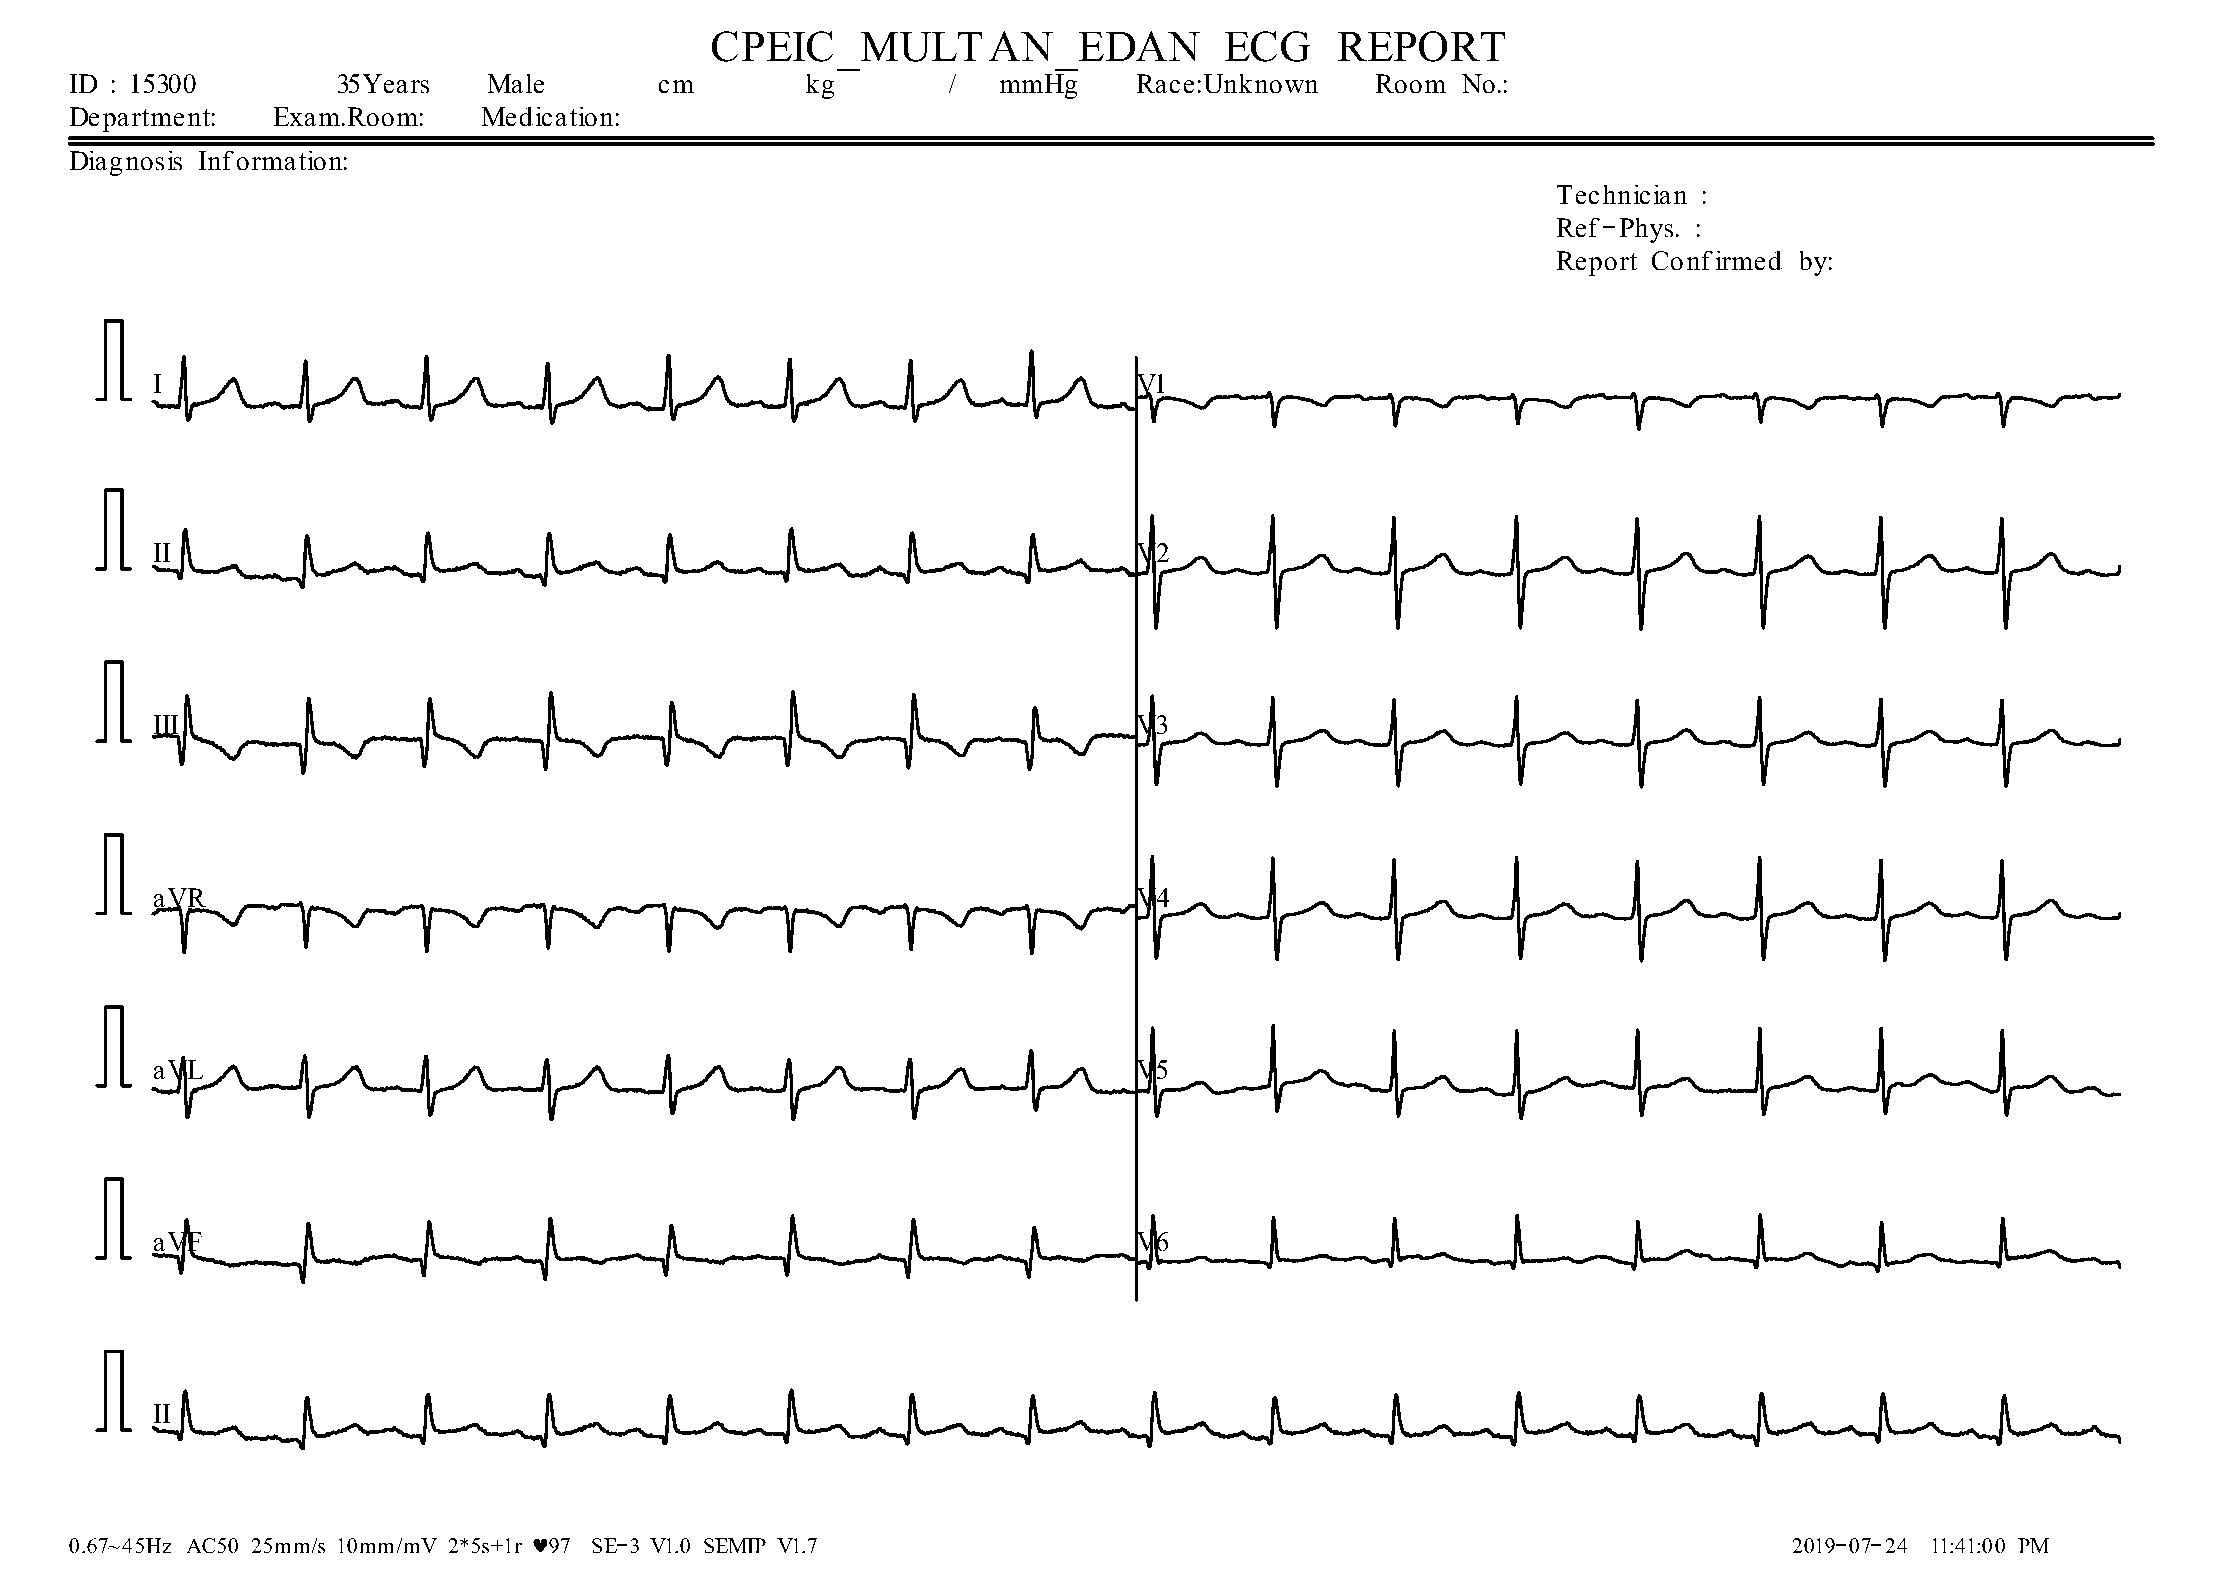 CPEIC_MULTAN_EDAN ECG REPORT
ID : 15300 35Years Male cm kg / mmHg Race:Unknown Room No.:
Department: Exam.Room: Medication:
Diagnosis Information:
Technician :
Ref-Phys. :
Report Confirmed by:
I V1
II V2
III V3
aVR V4
aVL V5
aVF V6
II
0.67~45Hz AC50 25mm/s 10mm/mV 2*5s+1r ♥97 SE-3 V1.0 SEMIP V1.7 2019-07-24 11:41:00 PM